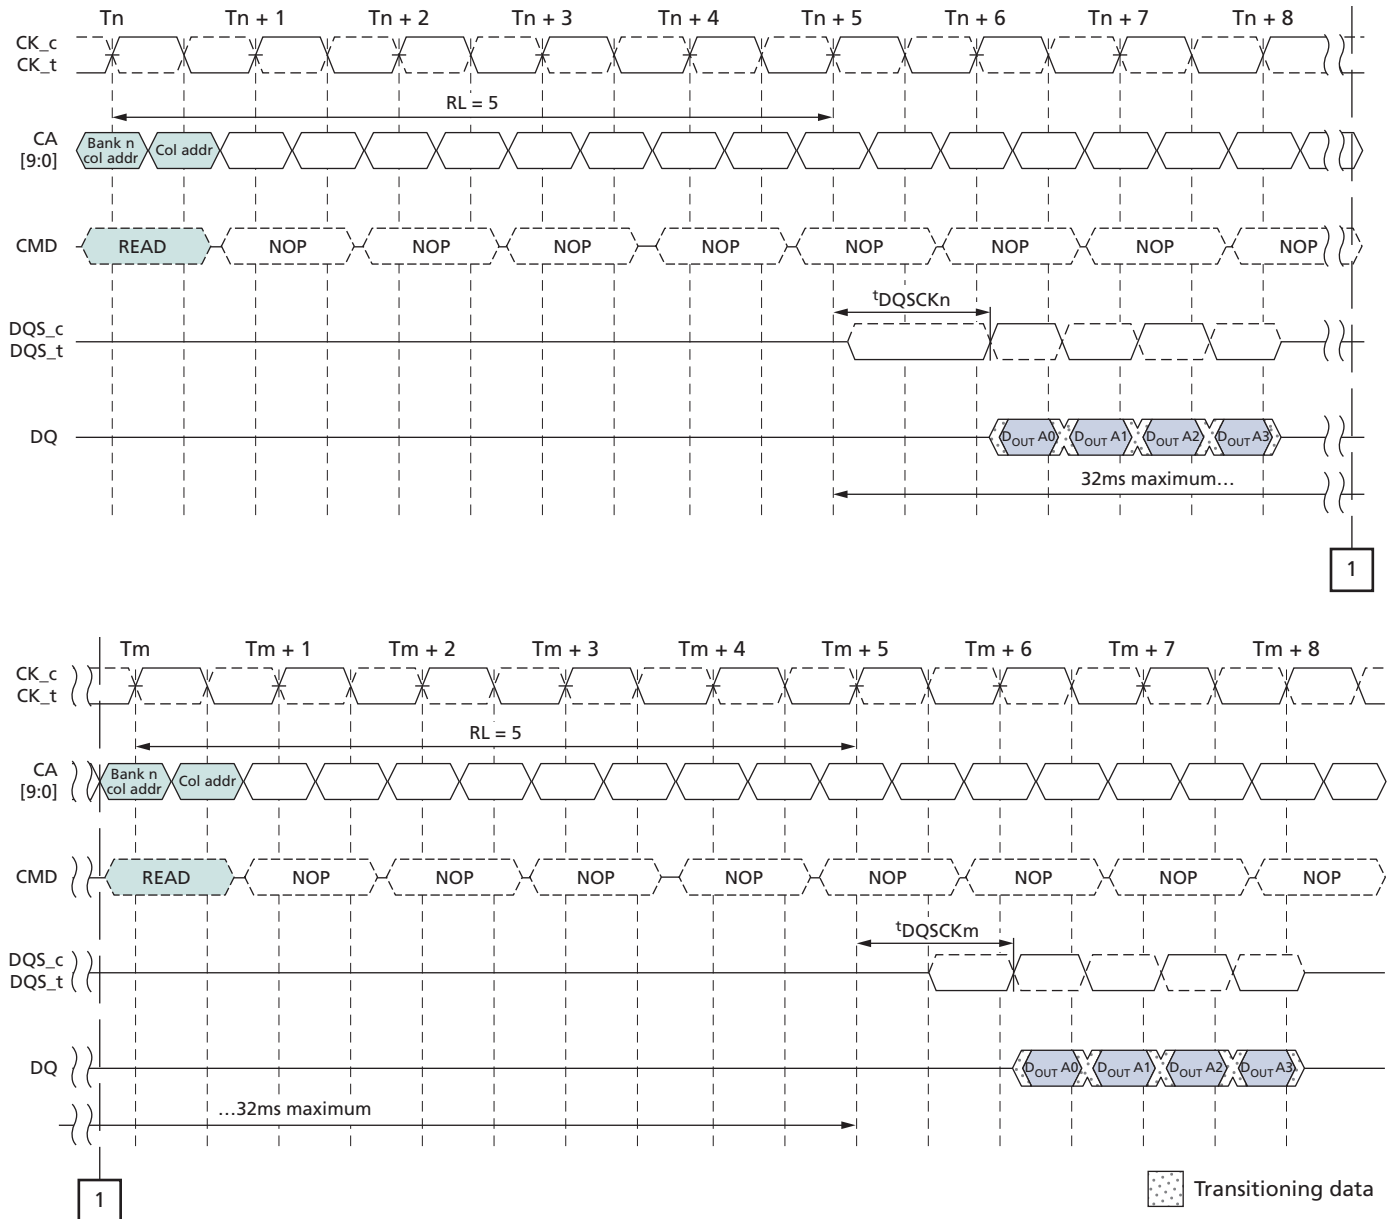 Tn Tn + 1 Tn + 2 Tn + 3 Tn + 4 Tn + 5 Tn + 6 Tn + 7 Tn + 8
CK_c
CK_t
RL = 5
CA
[9:0]
Bank n
col addr
Col addr
CMD READ NOP NOP NOP NOP NOP NOP NOP NOP
tDQSCKn
DQS_c
DQS_t
DQ DOUT A0 DOUT A1 DOUT A2 DOUT A3
32ms maximum…
1
Tm Tm + 1 Tm + 2 Tm + 3 Tm + 4 Tm + 5 Tm + 6 Tm + 7 Tm + 8
CK_c
CK_t
RL = 5
CA
[9:0]
Bank n
col addr
Col addr
CMD READ NOP NOP NOP NOP NOP NOP NOP NOP
tDQSCKm
DQS_c
DQS_t
DQ DOUT A0 DOUT A1 DOUT A2 DOUT A3
…32ms maximum
1
Transitioning data